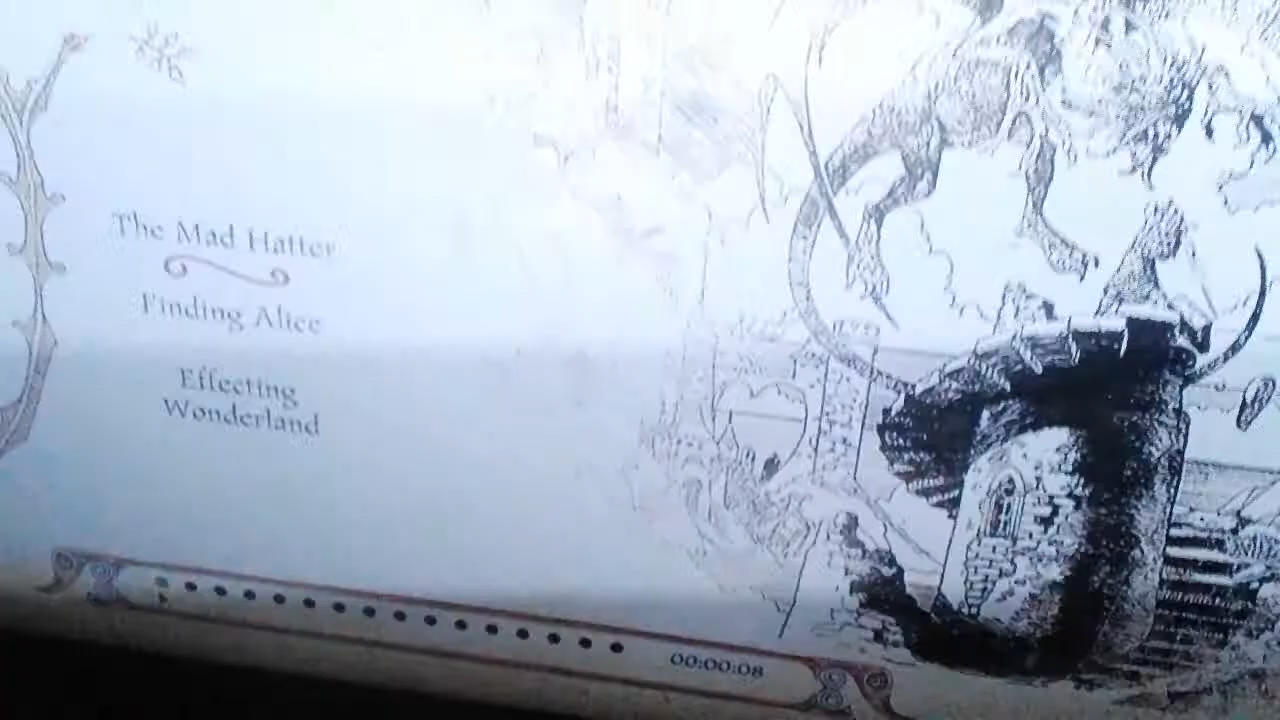 The Mad Hatter
Finding Alice
Effecting
Wonderland
00:00:08